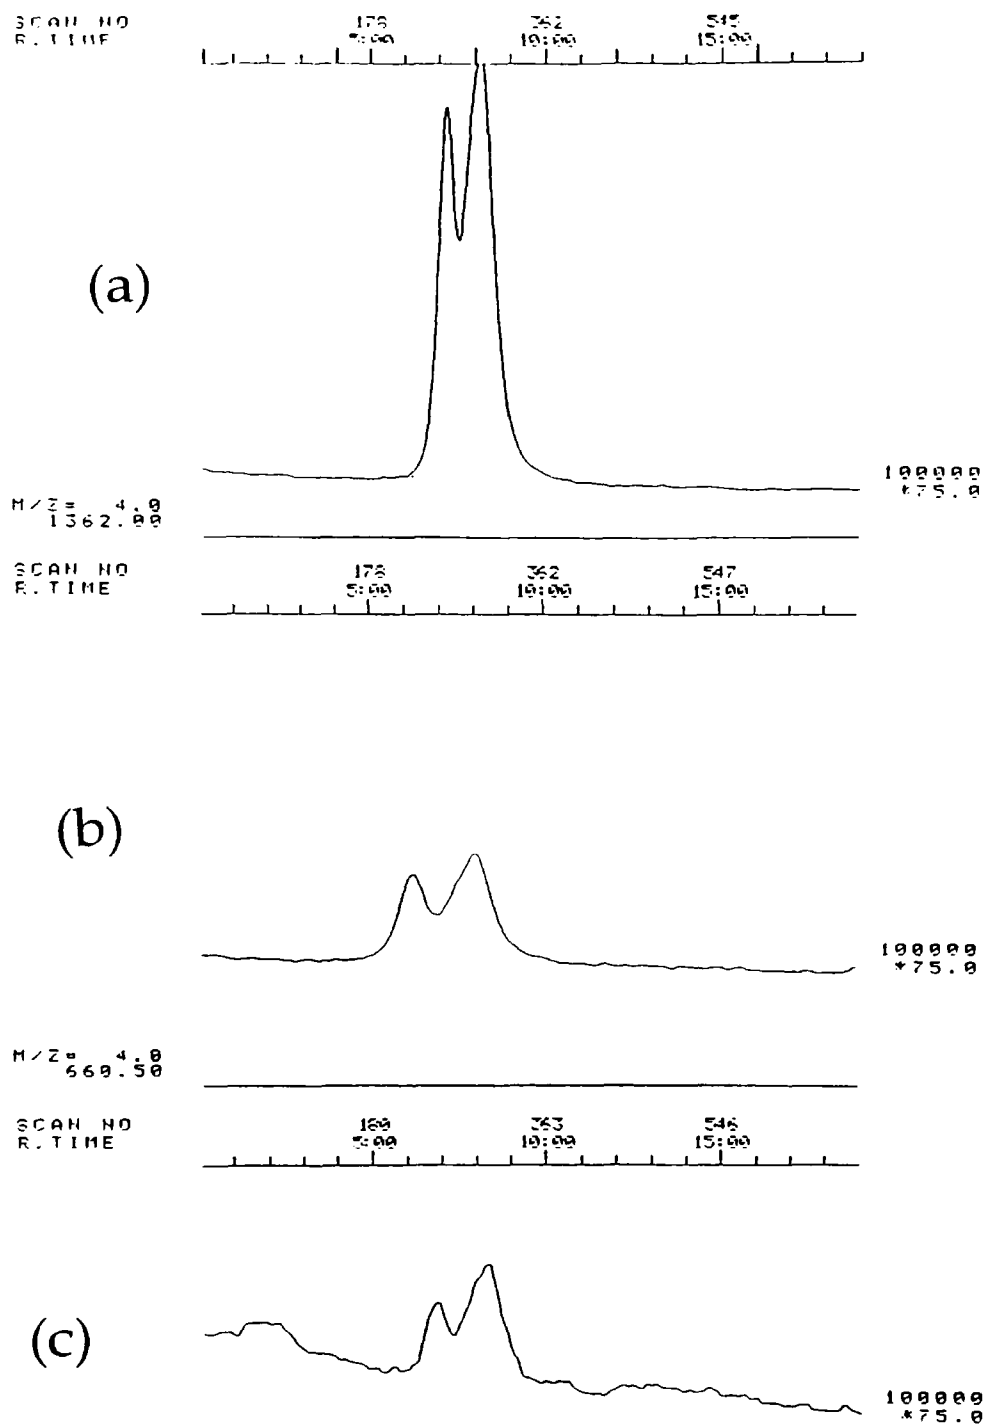 SCAN NO 178 362 545
R.TIME 5:00 10:00 15:00
(a)
100000
*75.0
M/Z= 4.0
1362.00
SCAN NO 178 362 547
R.TIME 5:00 10:00 15:00
(b)
100000
*75.0
M/Z= 4.0
660.50
SCAN NO 180 363 546
R.TIME 5:00 10:00 15:00
(c)
100000
*75.0